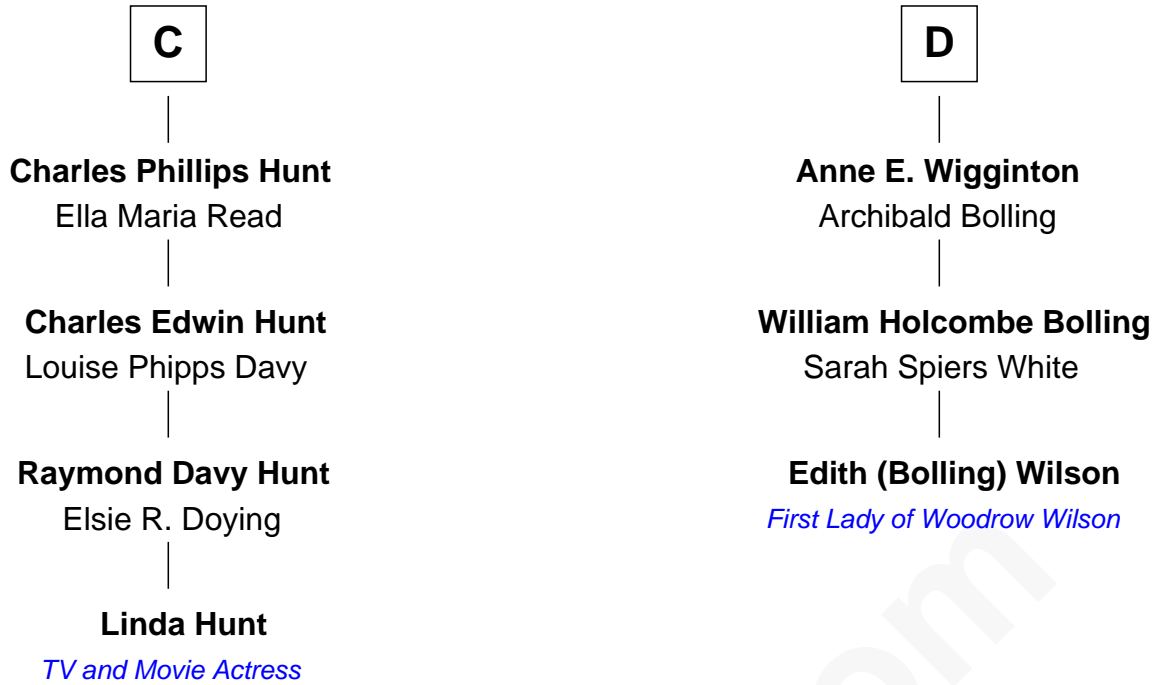 C
Charles Phillips Hunt
Ella Maria Read
Charles Edwin Hunt
Louise Phipps Davy
Raymond Davy Hunt
Elsie R. Doying
Linda Hunt
TV and Movie Actress
D
Anne E. Wigginton
Archibald Bolling
William Holcombe Bolling
Sarah Spiers White
Edith (Bolling) Wilson
First Lady of Woodrow Wilson
om